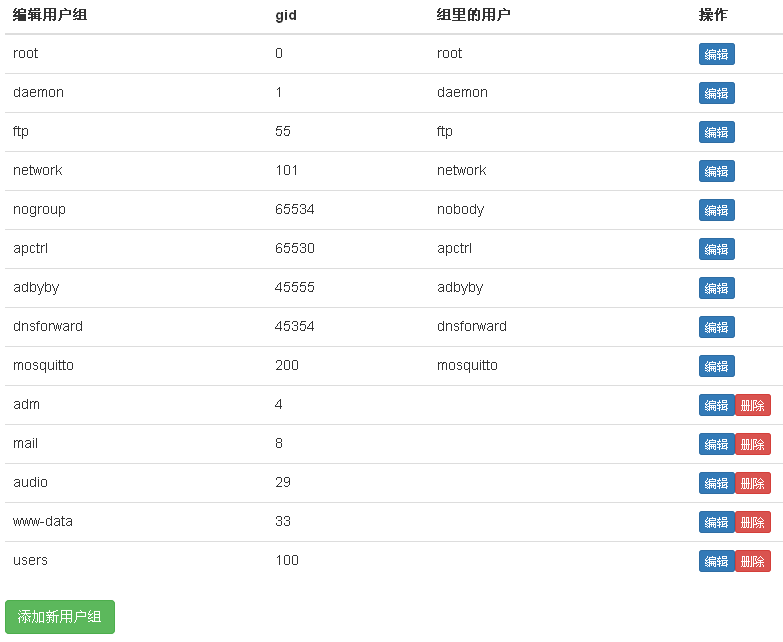 编辑用户组 gid 组里的用户 操作
root 0 root 编辑
daemon 1 daemon 编辑
ftp 55 ftp 编辑
network 101 network 编辑
nogroup 65534 nobody 编辑
apctrl 65530 apctrl 编辑
adbyby 45555 adbyby 编辑
dnsforward 45354 dnsforward 编辑
mosquitto 200 mosquitto 编辑
adm 4 编辑 删除
mail 8 编辑 删除
audio 29 编辑 删除
www-data 33 编辑 删除
users 100 编辑 删除
添加新用户组